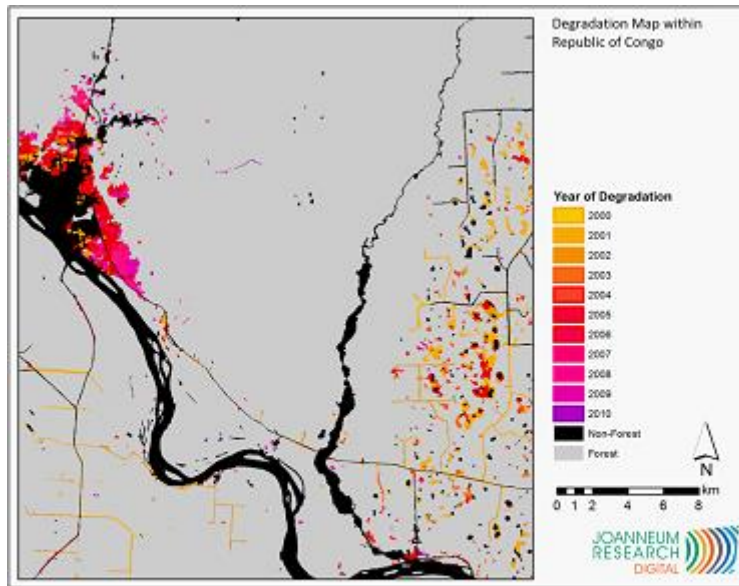 Degradation Map within
Republic of Congo
Year of Degradation
2000
2001
2002
2003
2004
2005
2006
2007
2008
2009
2010
Non-Forest
Forest
N
km
0 1 2 4 6 8
JOANNEUM
RESEARCH
DIGITAL